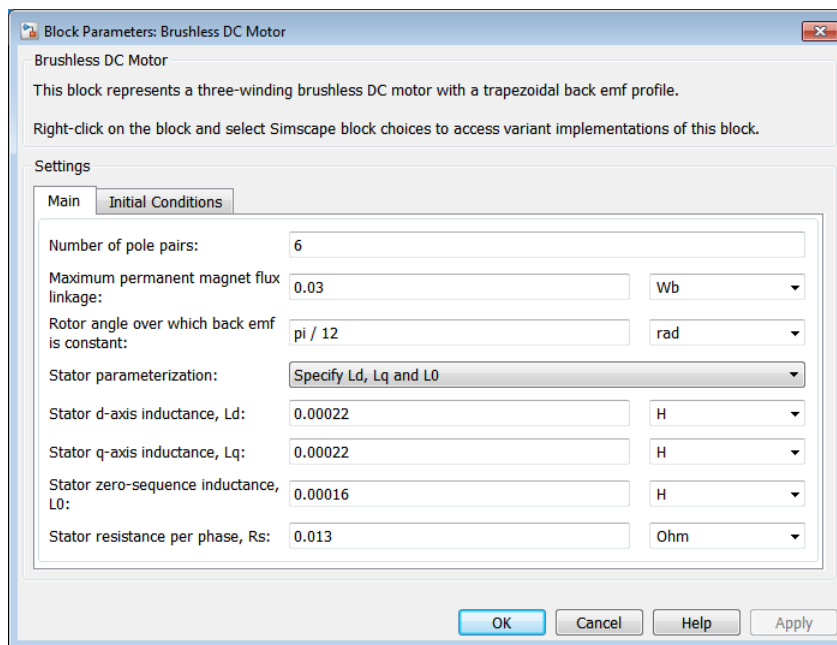 Block Parameters: Brushless DC Motor
Brushless DC Motor
This block represents a three-winding brushless DC motor with a trapezoidal back emf profile.
Right-click on the block and select Simscape block choices to access variant implementations of this block.
Settings
Main Initial Conditions
Number of pole pairs: 6
Maximum permanent magnet flux
linkage: 0.03 Wb
Rotor angle over which back emf
is constant: pi / 12 rad
Stator parameterization: Specify Ld, Lq and L0
Stator d-axis inductance, Ld: 0.00022 H
Stator q-axis inductance, Lq: 0.00022 H
Stator zero-sequence inductance,
L0: 0.00016 H
Stator resistance per phase, Rs: 0.013 Ohm
OK Cancel Help Apply